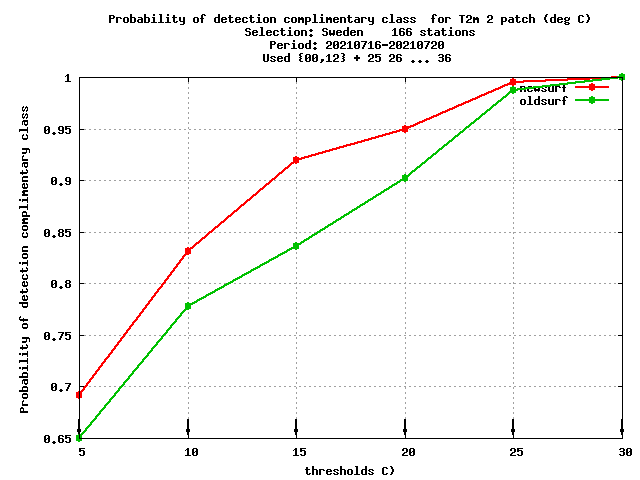 Probability of detection complimentary class  for T2m 2 patch (deg C)
Selection: Sweden    166 stations
Period: 20210716-20210720
Used {00,12} + 25 26 ... 36
Probability of detection complimentary class
1
0.95
0.9
0.85
0.8
0.75
0.7
0.65
newsurf
oldsurf
5 10 15 20 25 30
thresholds C)